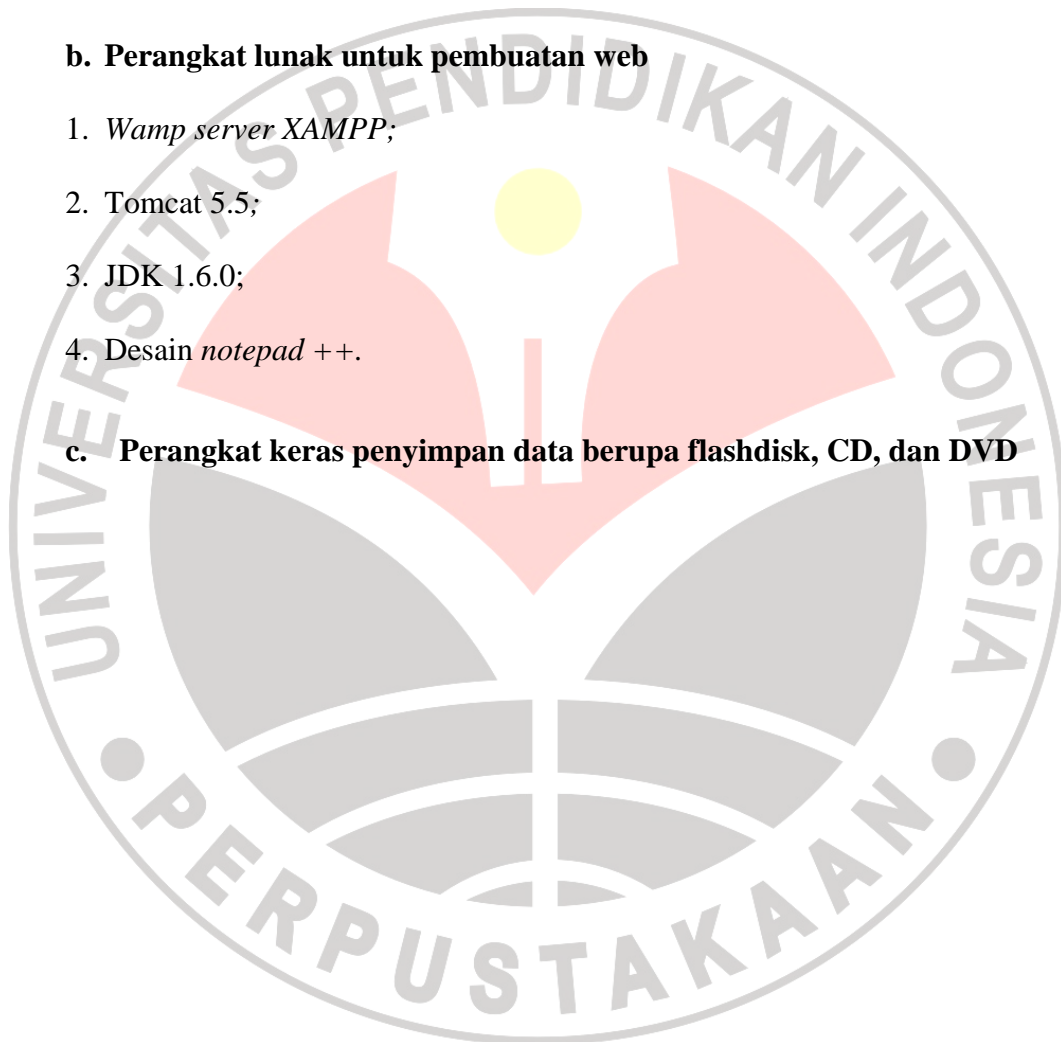 b. Perangkat lunak untuk pembuatan web
1. Wamp server XAMPP;
2. Tomcat 5.5;
3. JDK 1.6.0;
4. Desain notepad ++.
c. Perangkat keras penyimpan data berupa flashdisk, CD, dan DVD
UNIVERSITAS PENDIDIKAN INDONESIA
PERPUSTAKAAN